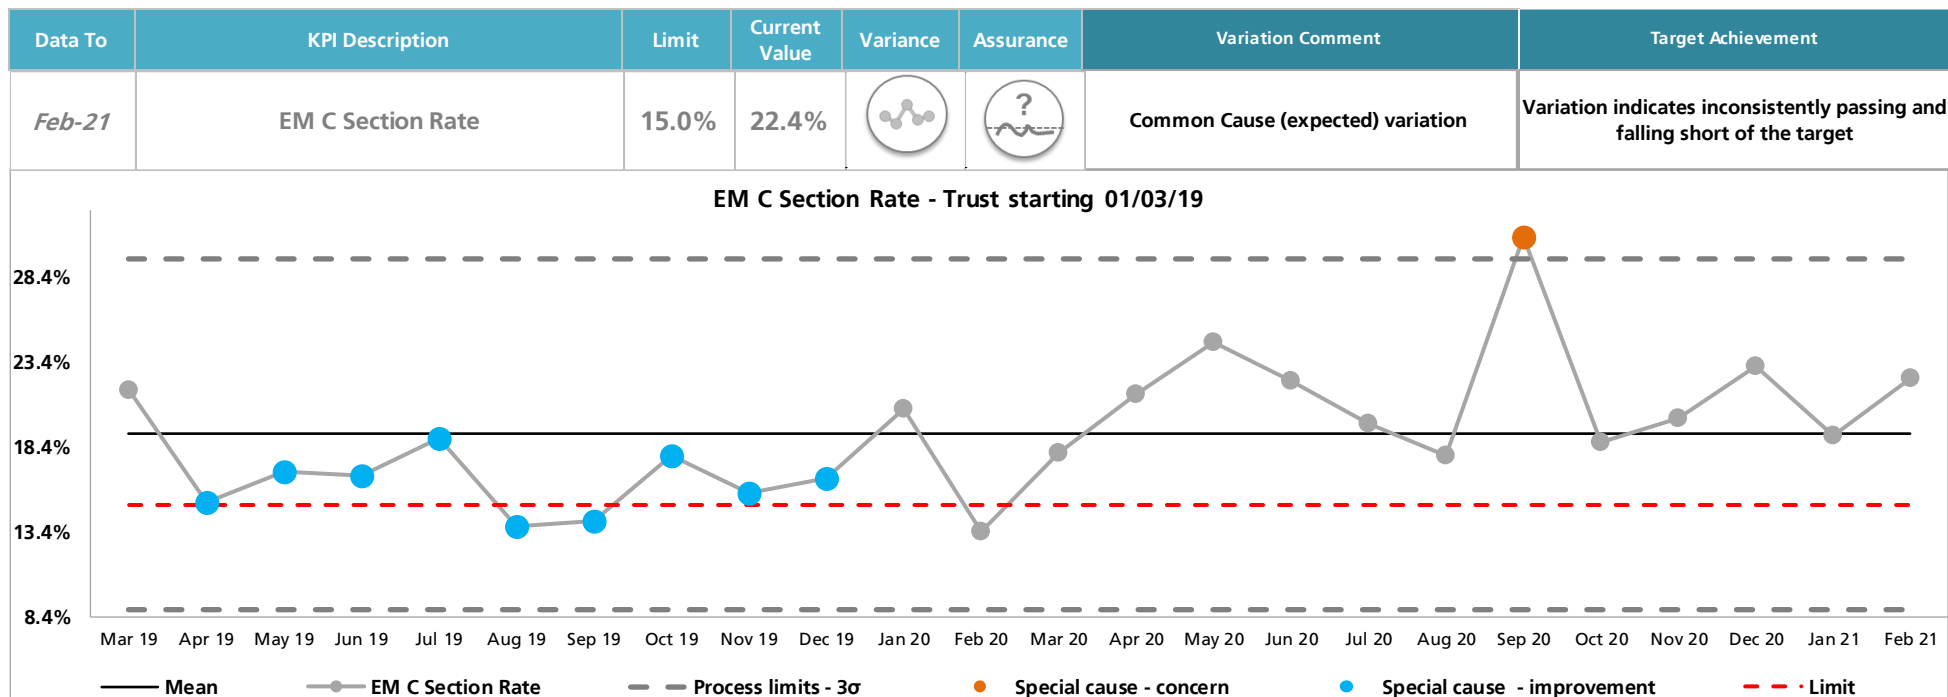 Data To
KPI Description
Limit
Current
Value
Variance
Assurance
Variation Comment
Target Achievement
Feb-21
EM C Section Rate
15.0%
22.4%
?
Common Cause (expected) variation
Variation indicates inconsistently passing and
falling short of the target
EM C Section Rate - Trust starting 01/03/19
28.4%
23.4%
18.4%
13.4%
8.4%
Mar 19 Apr 19 May 19 Jun 19 Jul 19 Aug 19 Sep 19 Oct 19 Nov 19 Dec 19 Jan 20 Feb 20 Mar 20 Apr 20 May 20 Jun 20 Jul 20 Aug 20 Sep 20 Oct 20 Nov 20 Dec 20 Jan 21 Feb 21
Mean EM C Section Rate Process limits - 3σ Special cause - concern Special cause - improvement Limit